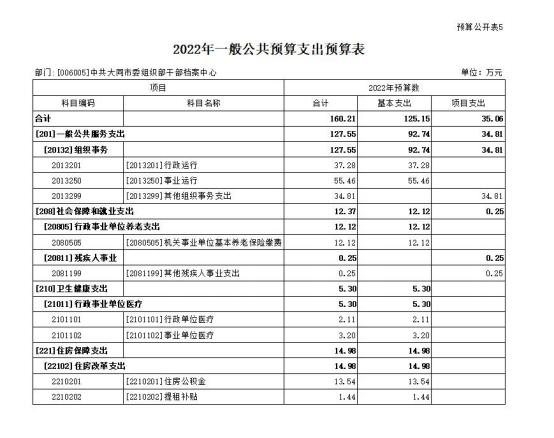 预算公开表5
2022年一般公共预算支出预算表
部门:[006005]中共大同市委组织部干部档案中心 单位：万元
项目 2022年预算数
科目编码 科目名称 合计 基本支出 项目支出
合计 160.21 125.15 35.06
[201]一般公共服务支出 127.55 92.74 34.81
[20132]组织事务 127.55 92.74 34.81
2013201 [2013201]行政运行 37.28 37.28
2013250 [2013250]事业运行 55.46 55.46
2013299 [2013299]其他组织事务支出 34.81 34.81
[208]社会保障和就业支出 12.37 12.12 0.25
[20805]行政事业单位养老支出 12.12 12.12
2080505 [2080505]机关事业单位基本养老保险缴费 12.12 12.12
[20811]残疾人事业 0.25 0.25
2081199 [2081199]其他残疾人事业支出 0.25 0.25
[210]卫生健康支出 5.30 5.30
[21011]行政事业单位医疗 5.30 5.30
2101101 [2101101]行政单位医疗 2.11 2.11
2101102 [2101102]事业单位医疗 3.20 3.20
[221]住房保障支出 14.98 14.98
[22102]住房改革支出 14.98 14.98
2210201 [2210201]住房公积金 13.54 13.54
2210202 [2210202]提租补贴 1.44 1.44